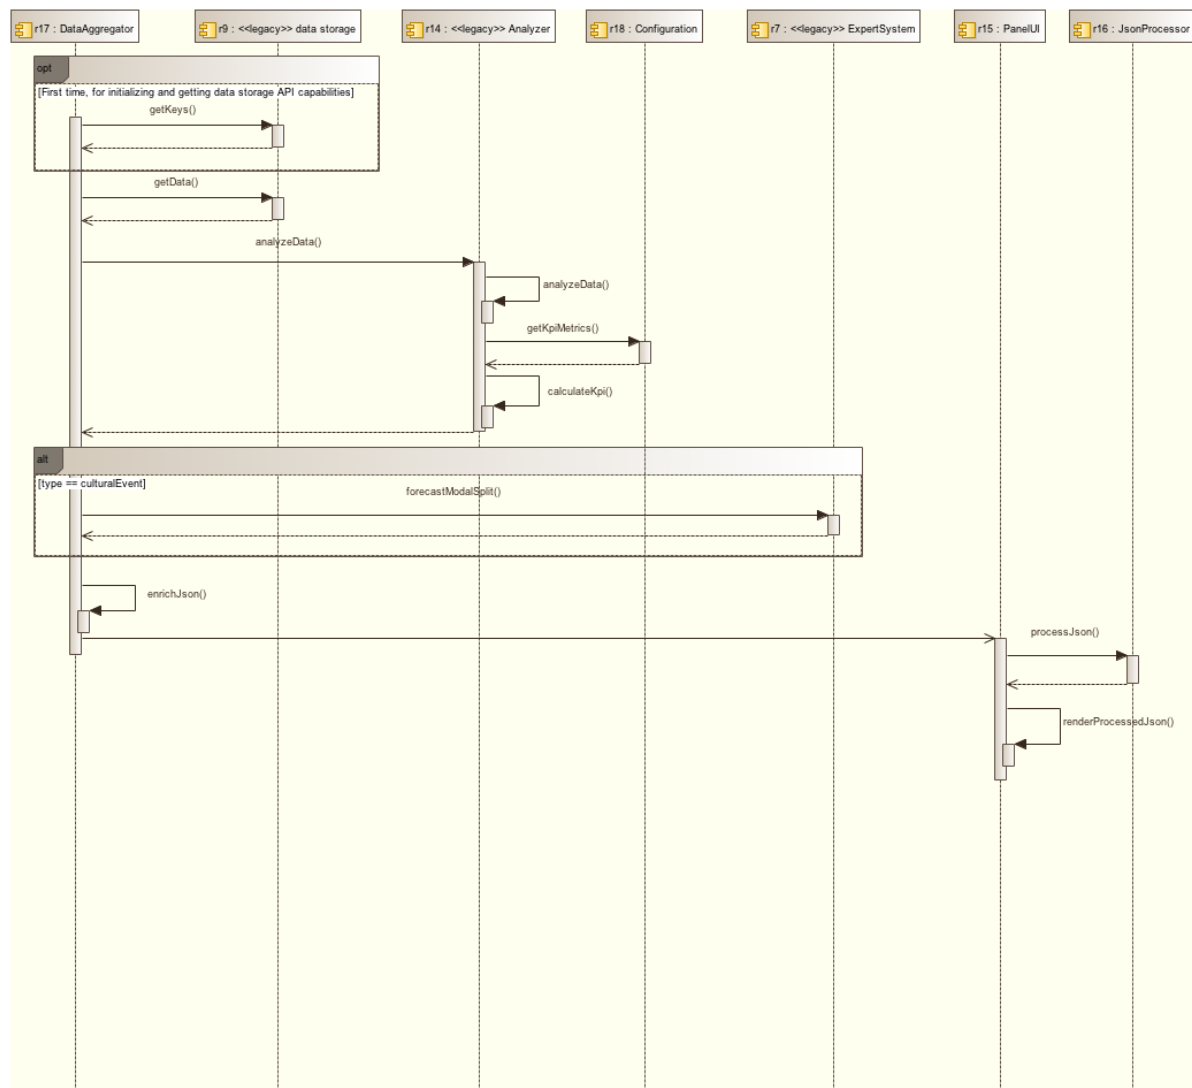 r17 : DataAggregator
r9 : <<legacy>> data storage
r14 : <<legacy>> Analyzer
r18 : Configuration
r7 : <<legacy>> ExpertSystem
r15 : PanelUI
r16 : JsonProcessor
opt
[First time, for initializing and getting data storage API capabilities]
getKeys()
getData()
analyzeData()
analyzeData()
getKpiMetrics()
calculateKpi()
alt
[type == culturalEvent]
forecastModalSplit()
enrichJson()
processJson()
renderProcessedJson()